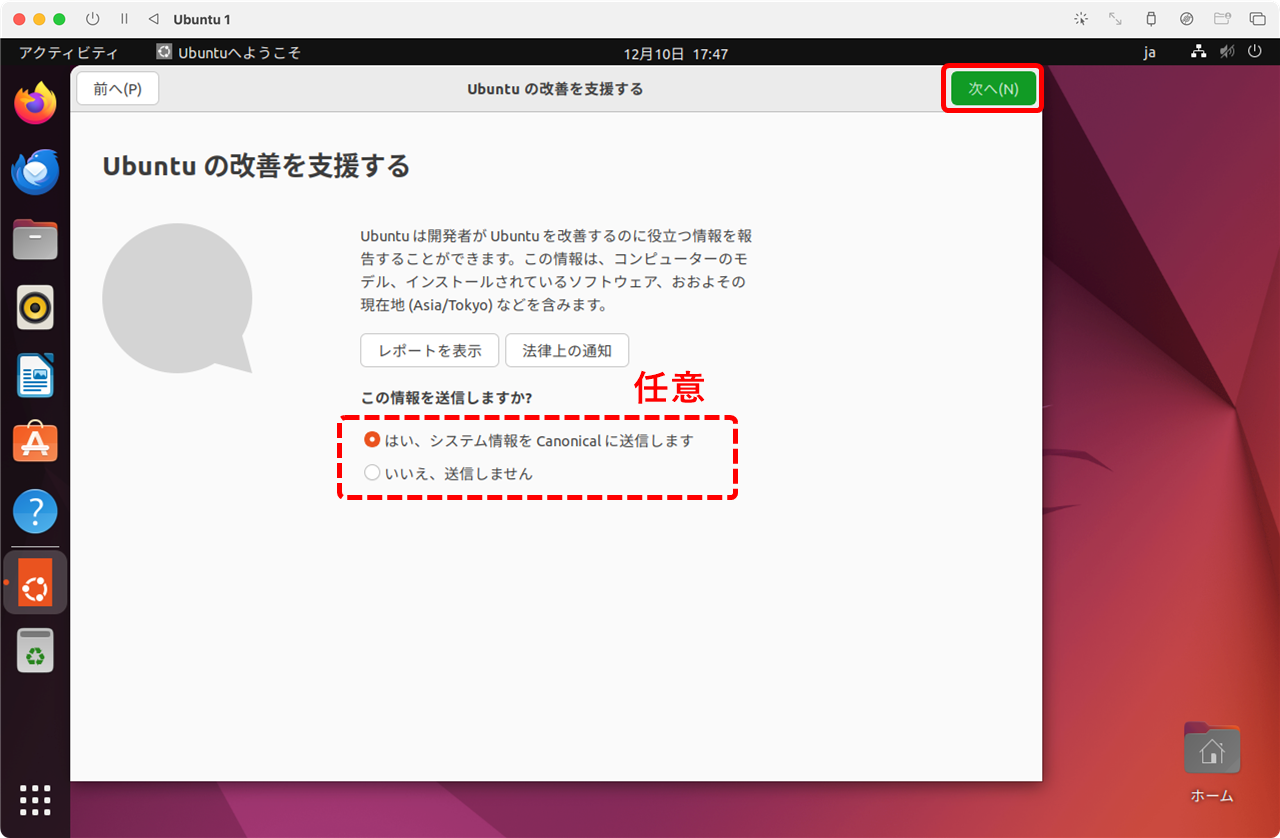 Ubuntu 1
アクティビティ Ubuntuへようこそ 12月10日 17:47 ja
前へ(P) Ubuntu の改善を支援する 次へ(N)
Ubuntu の改善を支援する
Ubuntu は開発者が Ubuntu を改善するのに役立つ情報を報
告することができます。この情報は、コンピューターのモ
デル、インストールされているソフトウェア、おおよその
現在地 (Asia/Tokyo) などを含みます。
レポートを表示 法律上の通知
任意
この情報を送信しますか?
はい、システム情報を Canonical に送信します
いいえ、送信しません
ホーム